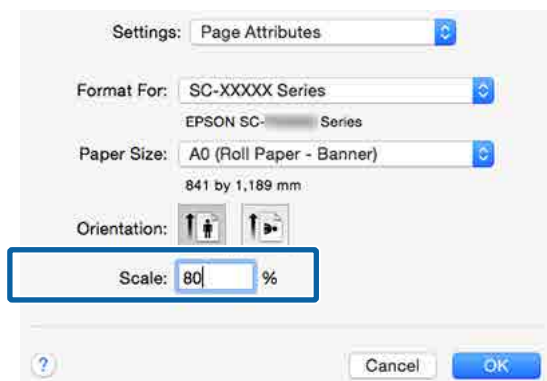 Settings: Page Attributes
Format For: SC-XXXXX Series
EPSON SC- Series
Paper Size: A0 (Roll Paper - Banner)
841 by 1,189 mm
Orientation:
Scale: 80 %
? Cancel OK